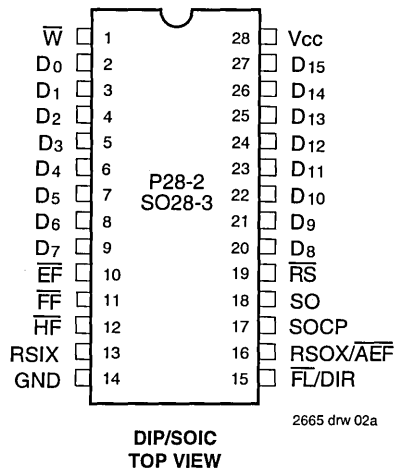 W̅ 1 28 Vcc
D0 2 27 D15
D1 3 26 D14
D2 4 25 D13
D3 5 24 D12
D4 6 23 D11
P28-2
D5 7 22 D10
SO28-3
D6 8 21 D9
D7 9 20 D8
E̅F̅ 10 19 R̅S̅
F̅F̅ 11 18 SO
H̅F̅ 12 17 SOCP
RSIX 13 16 RSOX/A̅E̅F̅
GND 14 15 F̅L̅/DIR
2665 drw 02a
DIP/SOIC
TOP VIEW